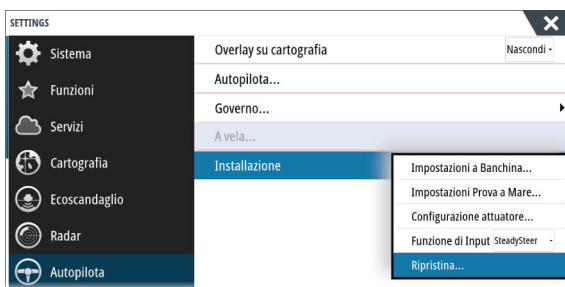 SETTINGS
Sistema
Funzioni
Servizi
Cartografia
Ecoscandaglio
Radar
Autopilota
Overlay su cartografia Nascondi
Autopilota...
Governo...
A vela...
Installazione
Impostazioni a Banchina...
Impostazioni Prova a Mare...
Configurazione attuatore...
Funzione di Input SteadySteer
Ripristina...